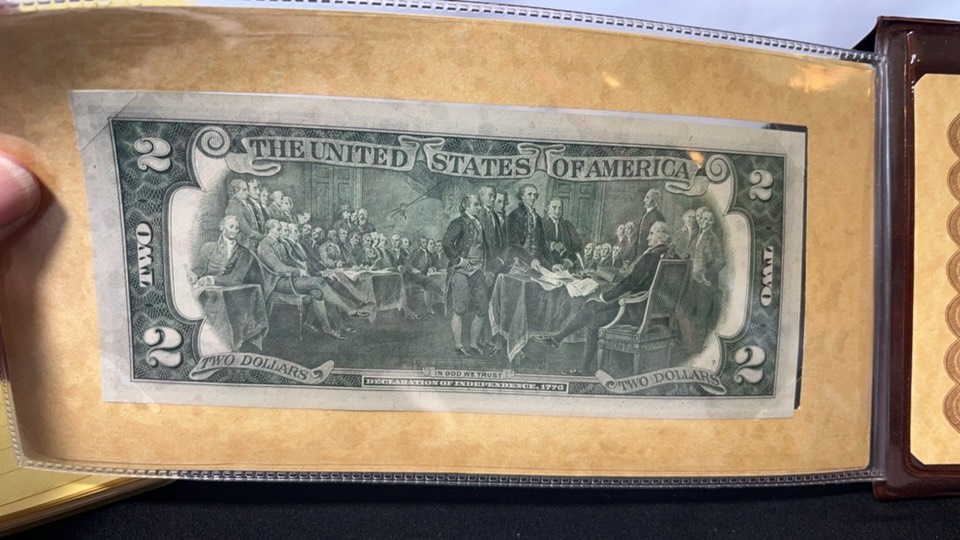 2 THE UNITED STATES OF AMERICA 2
TWO TWO
2 TWO DOLLARS IN GOD WE TRUST TWO DOLLARS 2
DECLARATION OF INDEPENDENCE, 1776